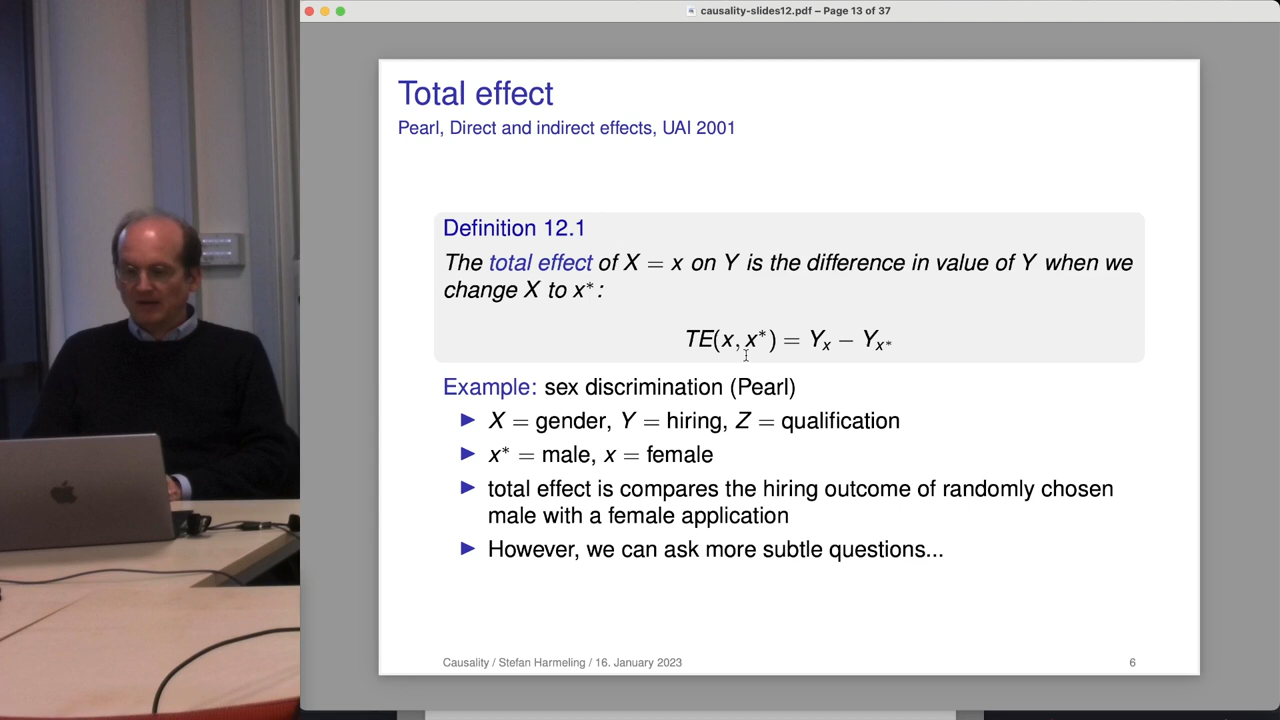 causality-slides12.pdf – Page 13 of 37
Total effect
Pearl, Direct and indirect effects, UAI 2001
Definition 12.1
The total effect of X = x on Y is the difference in value of Y when we
change X to x*:
TE(x, x*) = Yₓ − Yₓ*
Example: sex discrimination (Pearl)
▶ X = gender, Y = hiring, Z = qualification
▶ x* = male, x = female
▶ total effect is compares the hiring outcome of randomly chosen
male with a female application
▶ However, we can ask more subtle questions...
Causality / Stefan Harmeling / 16. January 2023
6